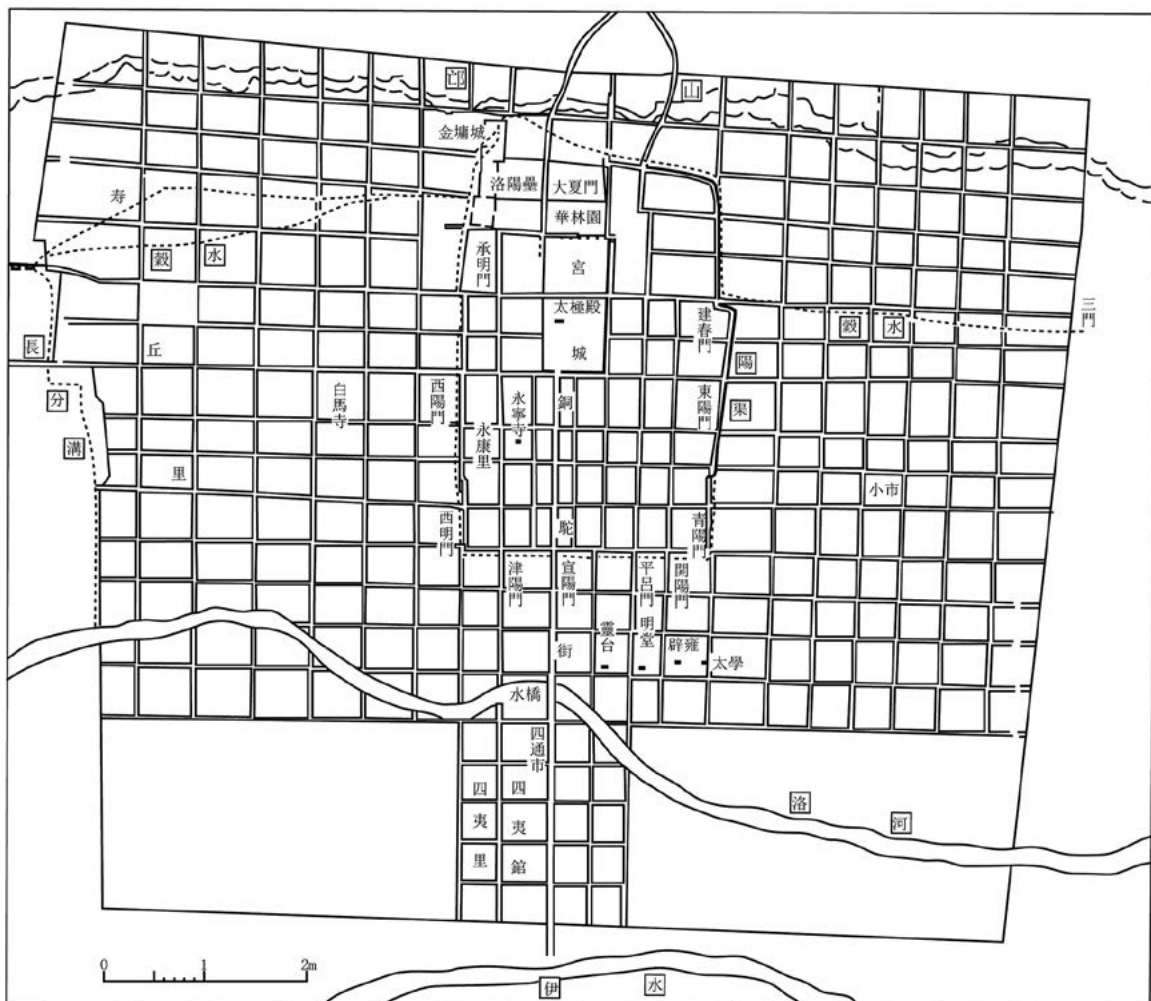 邙
山
金墉城
洛陽壘
大夏門
華林園
寿
穀
水
承明門
宮
太極殿
城
建春門
三門
穀
水
陽
渠
長
分
溝
丘
里
白馬寺
西陽門
永康里
永寧寺
銅
東陽門
小市
西明門
駝
青陽門
津陽門
宣陽門
平呂門
開陽門
街
靈台
明堂
辟雍
太學
水橋
四通市
四夷里
四夷館
洛
河
0 1 2m
伊
水